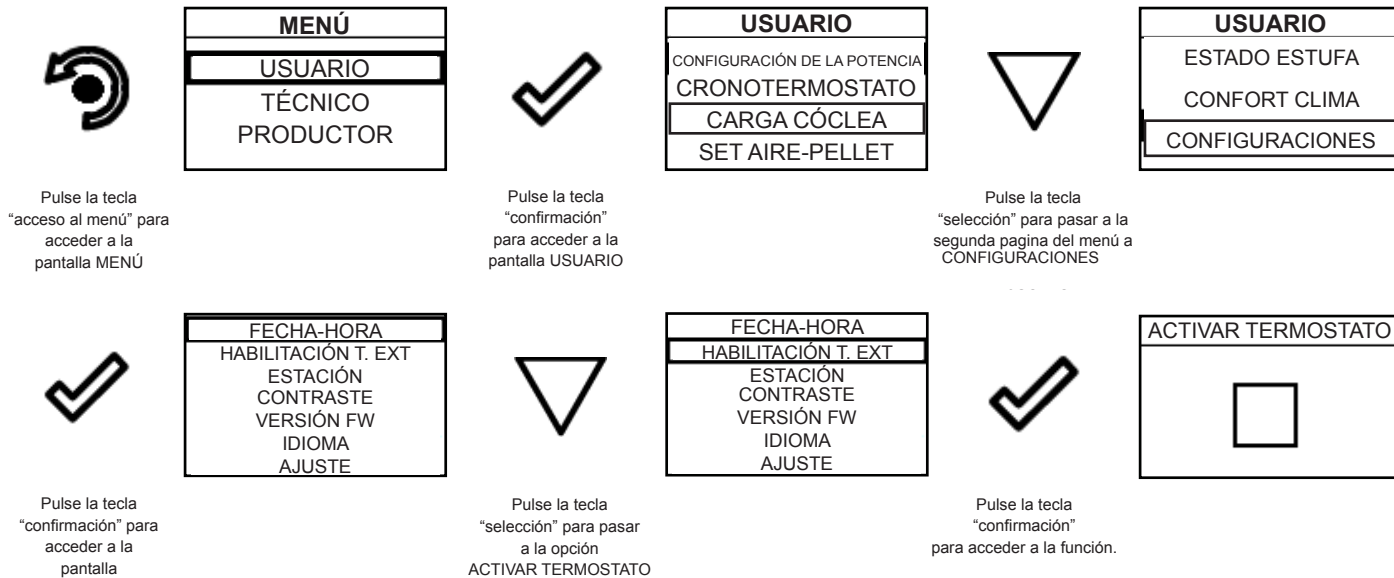 MENÚ
USUARIO
TÉCNICO
PRODUCTOR
USUARIO
CONFIGURACIÓN DE LA POTENCIA
CRONOTERMOSTATO
CARGA CÓCLEA
SET AIRE-PELLET
USUARIO
ESTADO ESTUFA
CONFORT CLIMA
CONFIGURACIONES
Pulse la tecla
“acceso al menú” para
acceder a la
pantalla MENÚ
Pulse la tecla
“confirmación”
para acceder a la
pantalla USUARIO
Pulse la tecla
“selección” para pasar a la
segunda pagina del menú a
CONFIGURACIONES
FECHA-HORA
HABILITACIÓN T. EXT
ESTACIÓN
CONTRASTE
VERSIÓN FW
IDIOMA
AJUSTE
FECHA-HORA
HABILITACIÓN T. EXT
ESTACIÓN
CONTRASTE
VERSIÓN FW
IDIOMA
AJUSTE
ACTIVAR TERMOSTATO
Pulse la tecla
“confirmación” para
acceder a la
pantalla
Pulse la tecla
“selección” para pasar
a la opción
ACTIVAR TERMOSTATO
Pulse la tecla
“confirmación”
para acceder a la función.